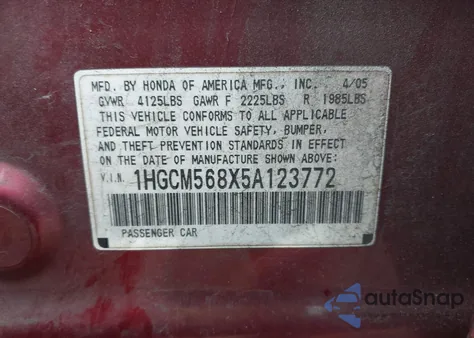 MFD. BY HONDA OF AMERICA MFG., INC. 4/05
GVWR 4125LBS GAWR F 2225LBS R 1985LBS
THIS VEHICLE CONFORMS TO ALL APPLICABLE
FEDERAL MOTOR VEHICLE SAFETY, BUMPER,
AND THEFT PREVENTION STANDARDS IN EFFECT
ON THE DATE OF MANUFACTURE SHOWN ABOVE.
V.I.N. 1HGCM568X5A123772
PASSENGER CAR
autaSnap